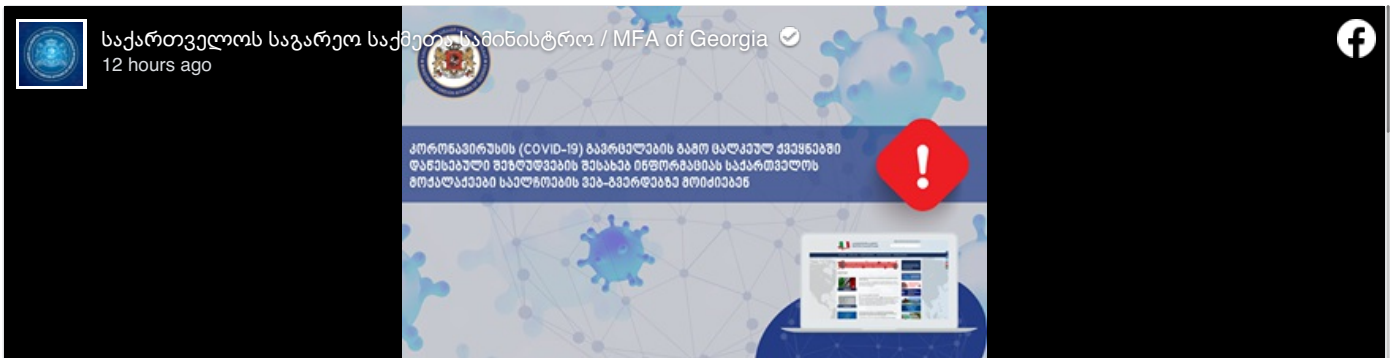 საქართველოს საგარეო საქმეთა სამინისტრო / MFA of Georgia
12 hours ago
კორონავირუსის (COVID-19) გავრცელების გამო ცალკეულ ქვეყნებში
დაწესებული შეზღუდვების შესახებ ინფორმაციას საქართველოს
მოქალაქეები საელჩოების ვებ-გვერდებზე მოიძიებენ